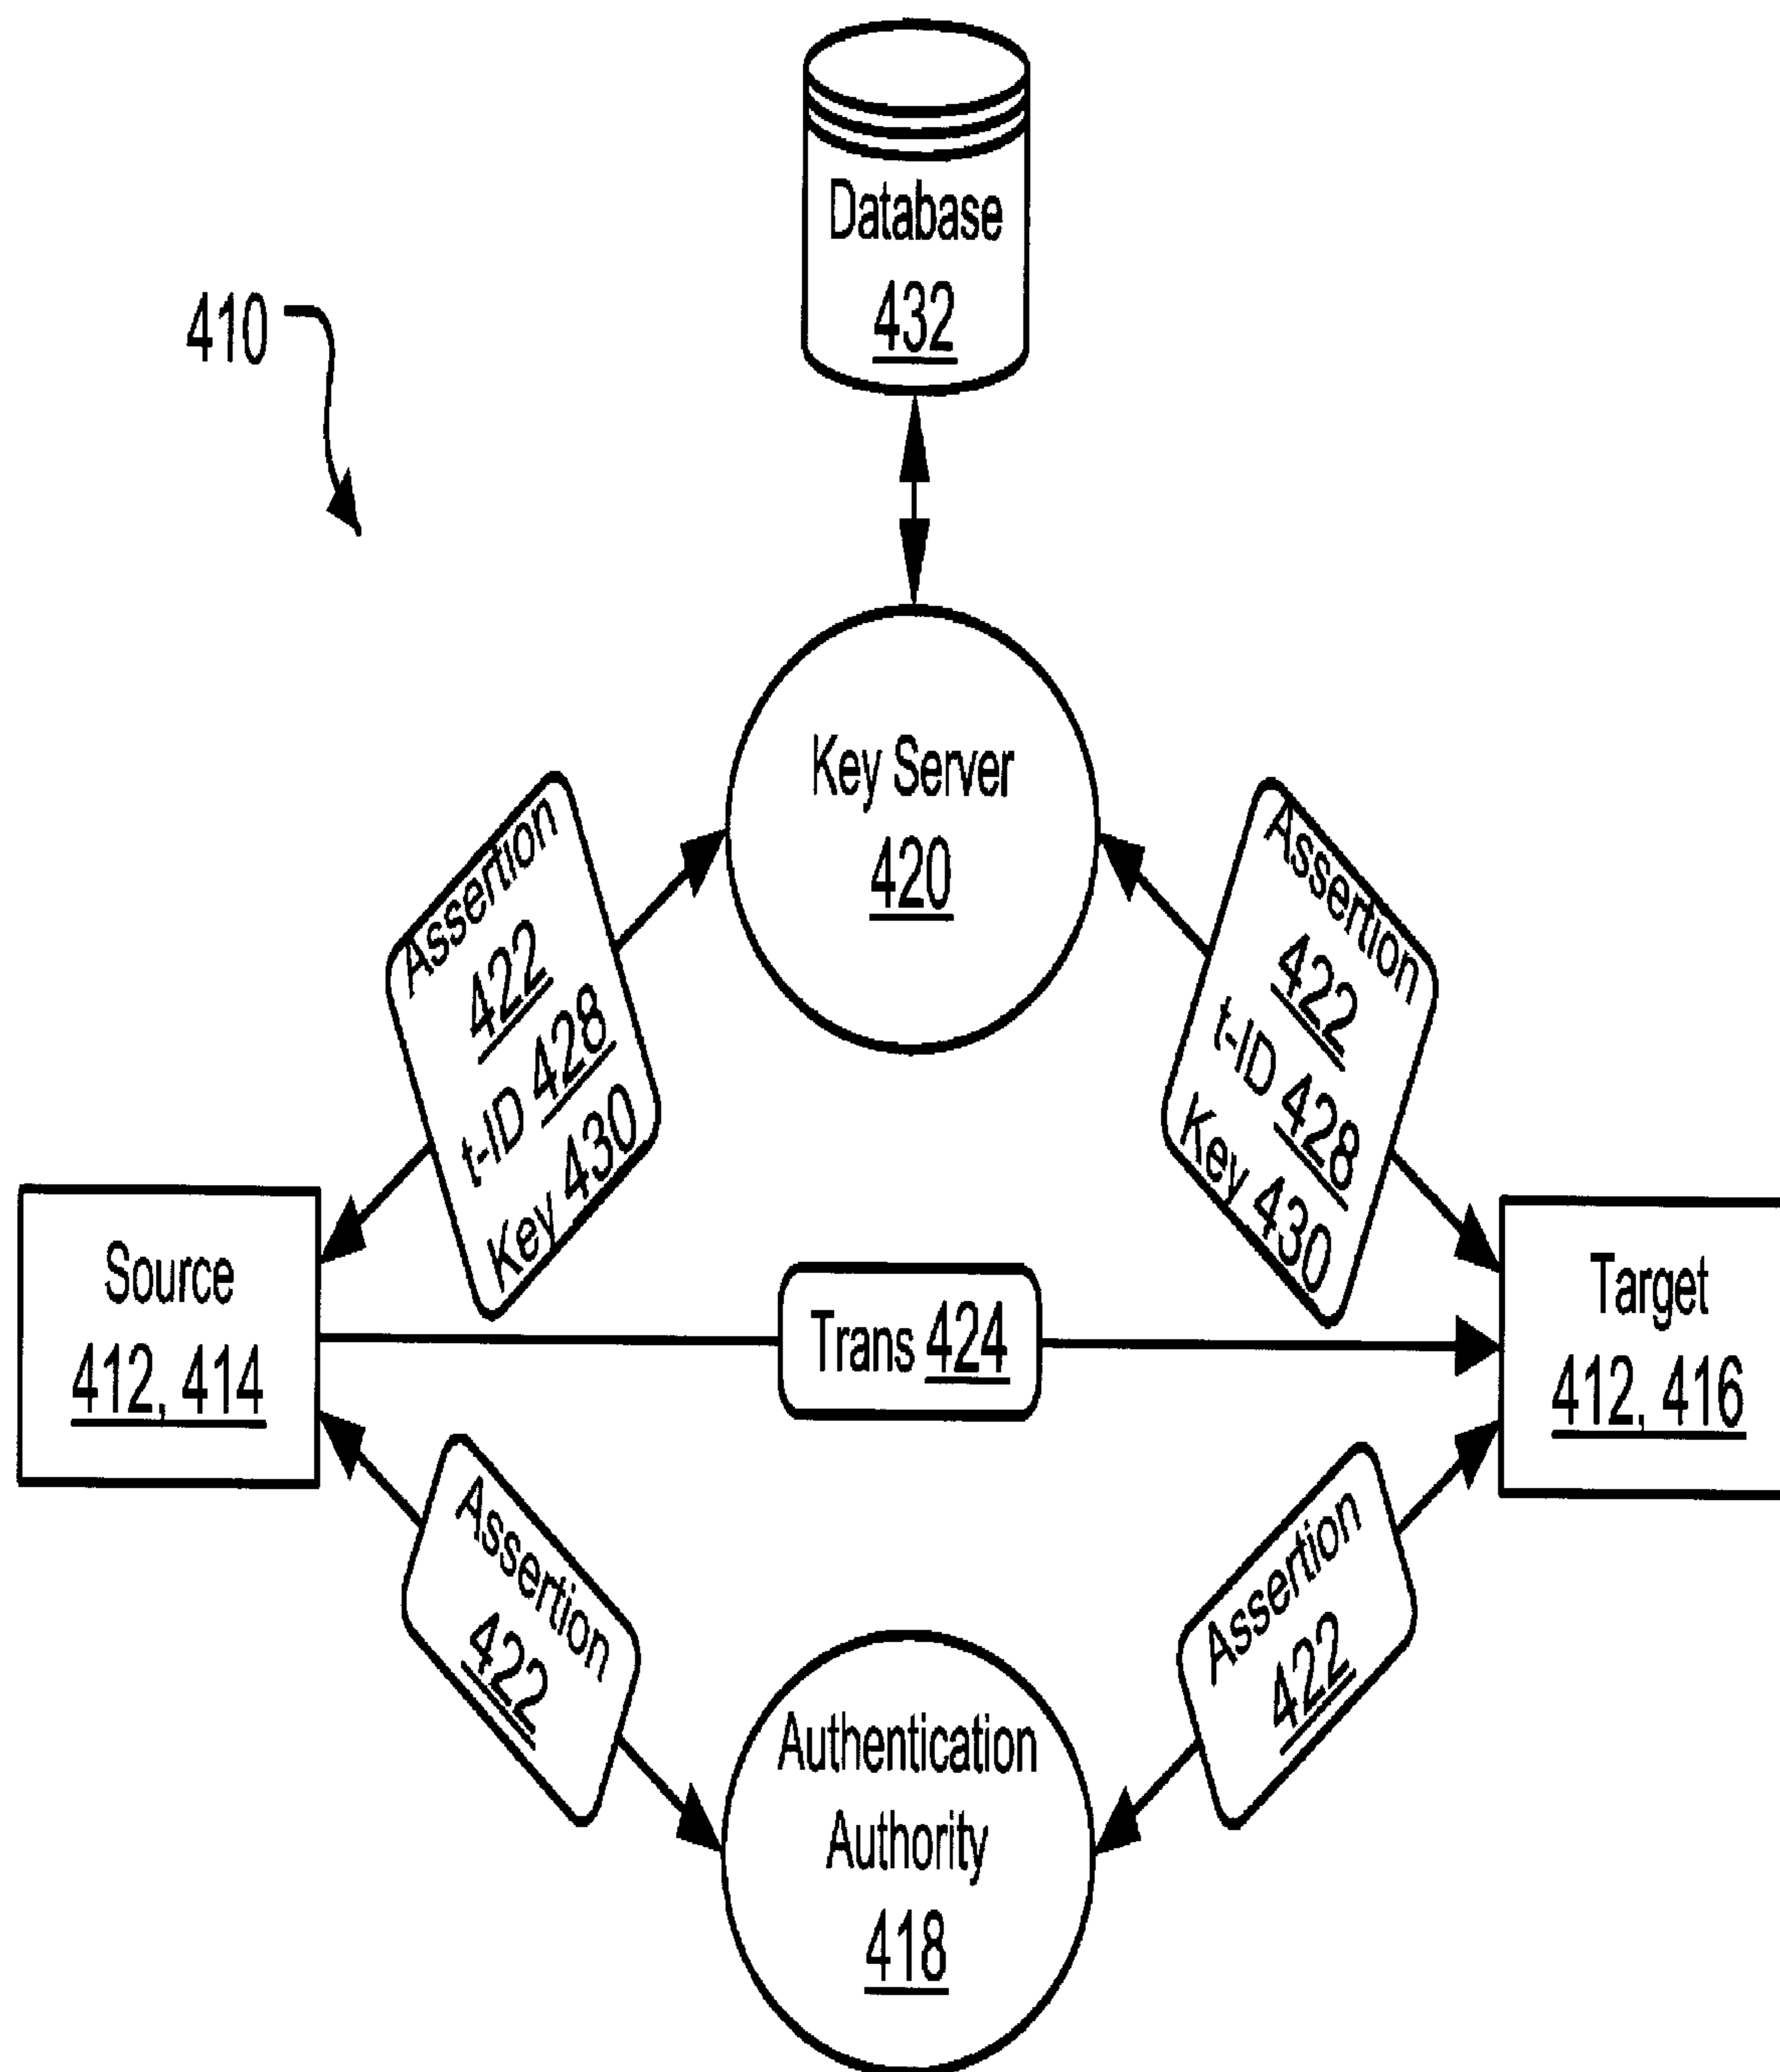 Database
432
410
Key Server
420
Assertion
422
t-ID 428
Key 430
Assertion
422
t-ID 428
Key 430
Source
412, 414
Trans 424
Target
412, 416
Assertion
422
Assertion
422
Authentication
Authority
418